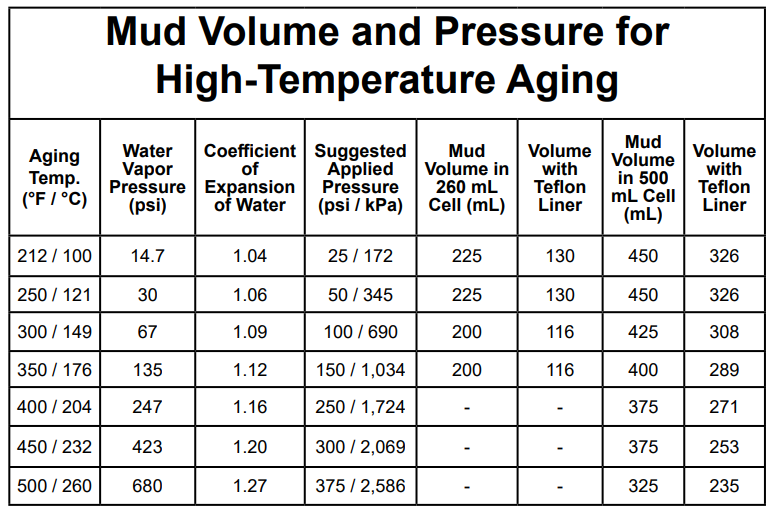 Mud Volume and Pressure for
High-Temperature Aging
Aging
Temp.
(°F / °C)
Water
Vapor
Pressure
(psi)
Coefficient
of
Expansion
of Water
Suggested
Applied
Pressure
(psi / kPa)
Mud
Volume in
260 mL
Cell (mL)
Volume
with
Teflon
Liner
Mud
Volume
in 500
mL Cell
(mL)
Volume
with
Teflon
Liner
212 / 100 14.7 1.04 25 / 172 225 130 450 326
250 / 121 30 1.06 50 / 345 225 130 450 326
300 / 149 67 1.09 100 / 690 200 116 425 308
350 / 176 135 1.12 150 / 1,034 200 116 400 289
400 / 204 247 1.16 250 / 1,724 - - 375 271
450 / 232 423 1.20 300 / 2,069 - - 375 253
500 / 260 680 1.27 375 / 2,586 - - 325 235